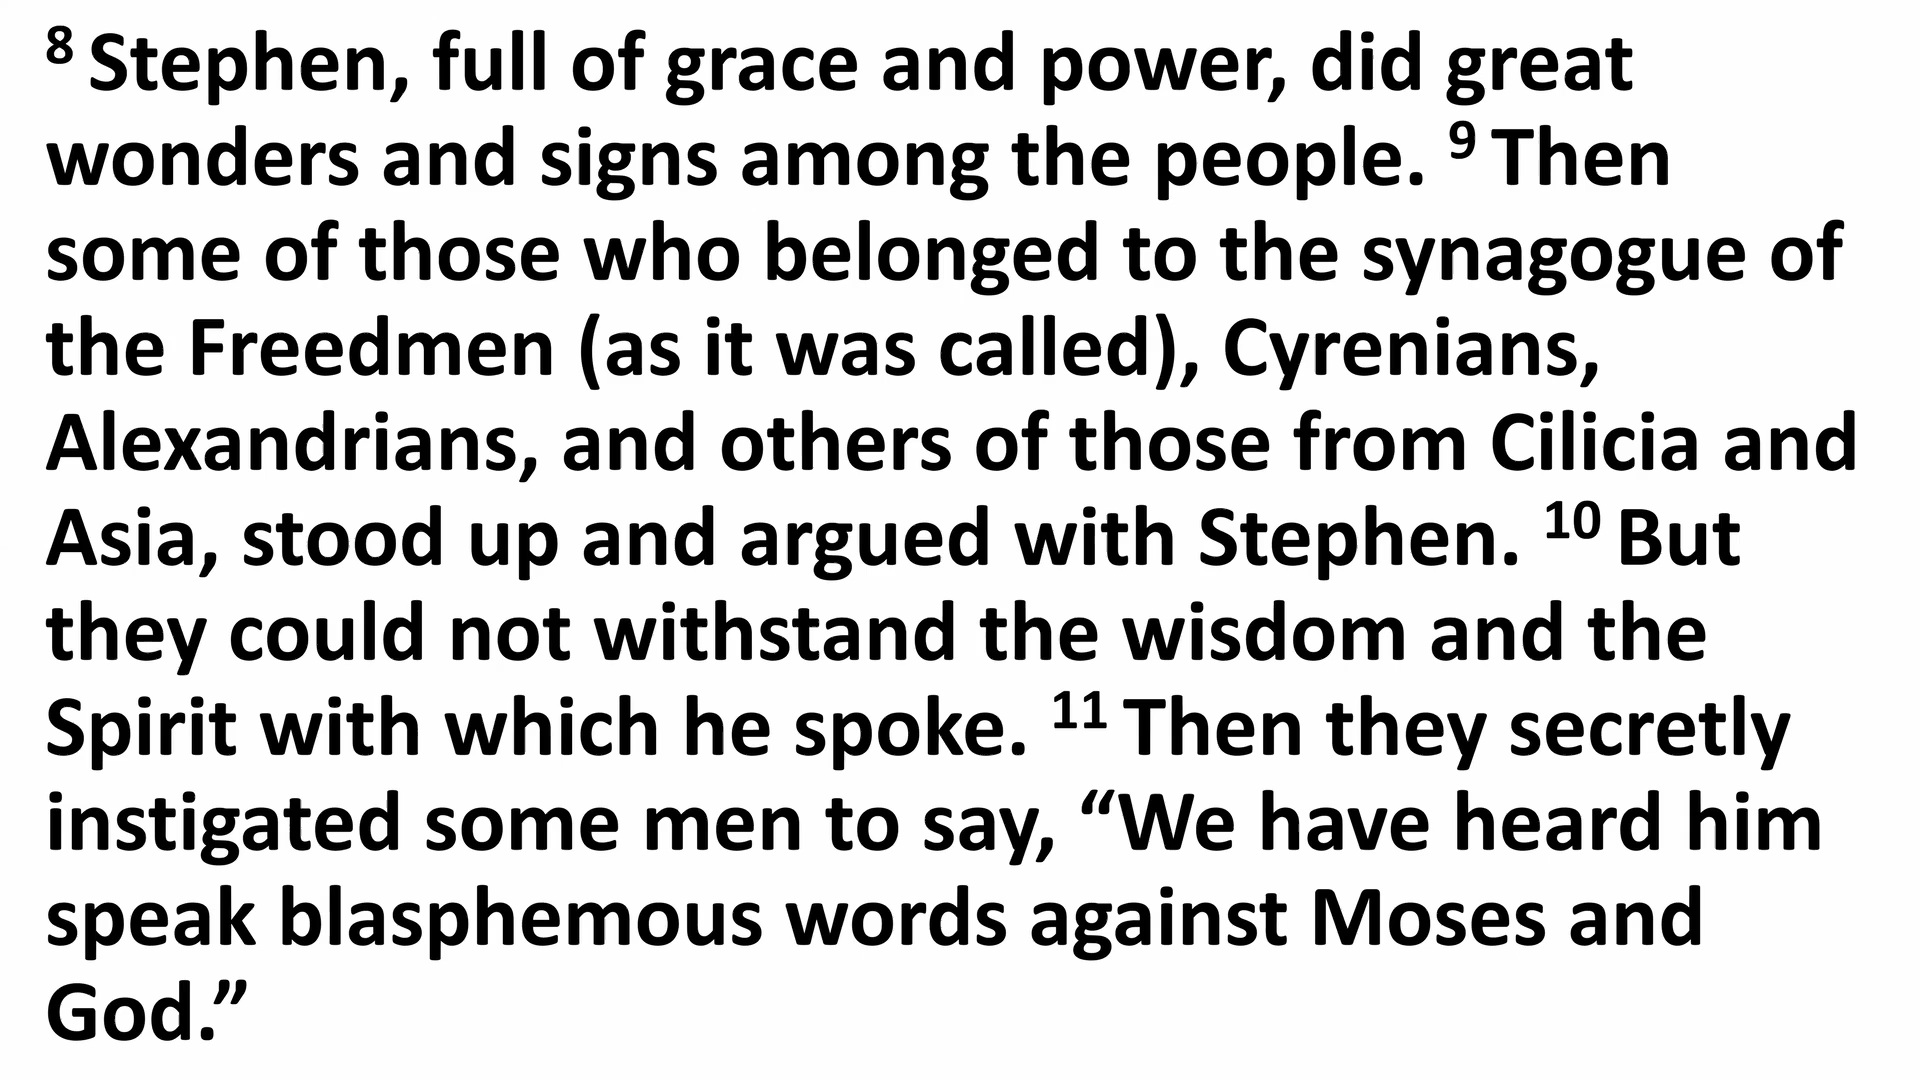 8 Stephen, full of grace and power, did great
wonders and signs among the people. 9 Then
some of those who belonged to the synagogue of
the Freedmen (as it was called), Cyrenians,
Alexandrians, and others of those from Cilicia and
Asia, stood up and argued with Stephen. 10 But
they could not withstand the wisdom and the
Spirit with which he spoke. 11 Then they secretly
instigated some men to say, “We have heard him
speak blasphemous words against Moses and
God.”